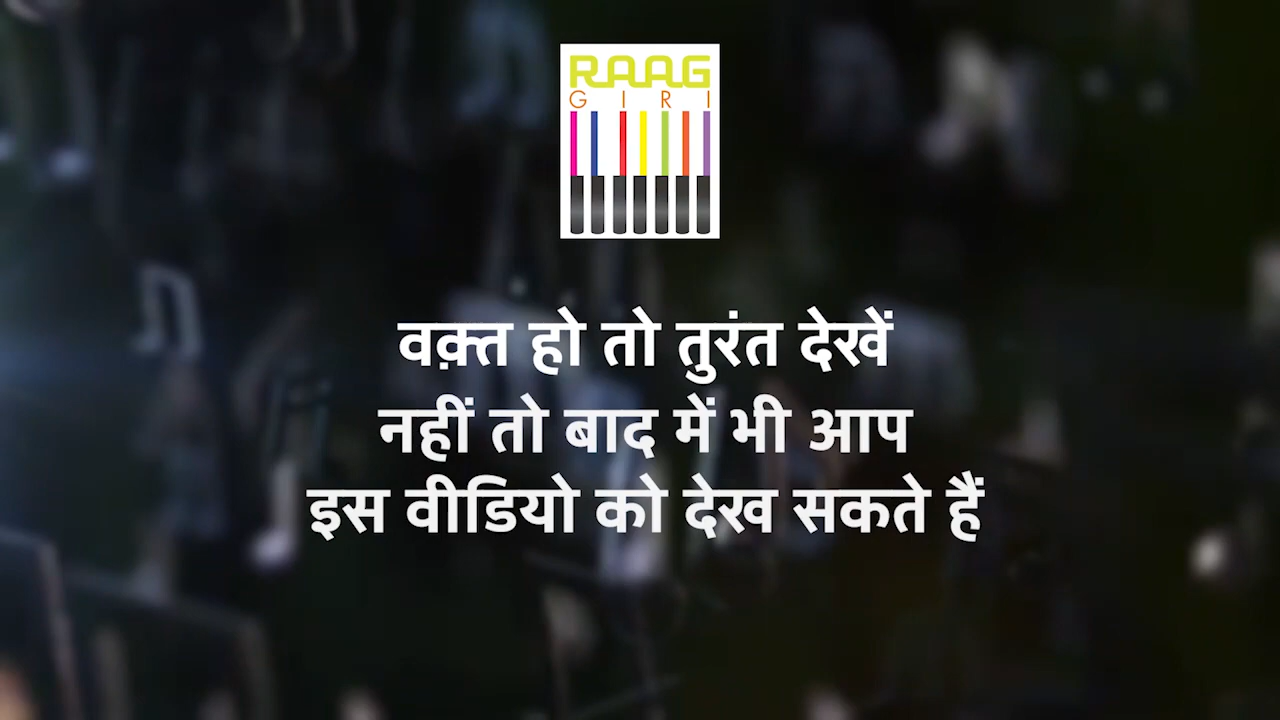 RAAG
GIRI
वक़्त हो तो तुरंत देखें
नहीं तो बाद में भी आप
इस वीडियो को देख सकते हैं